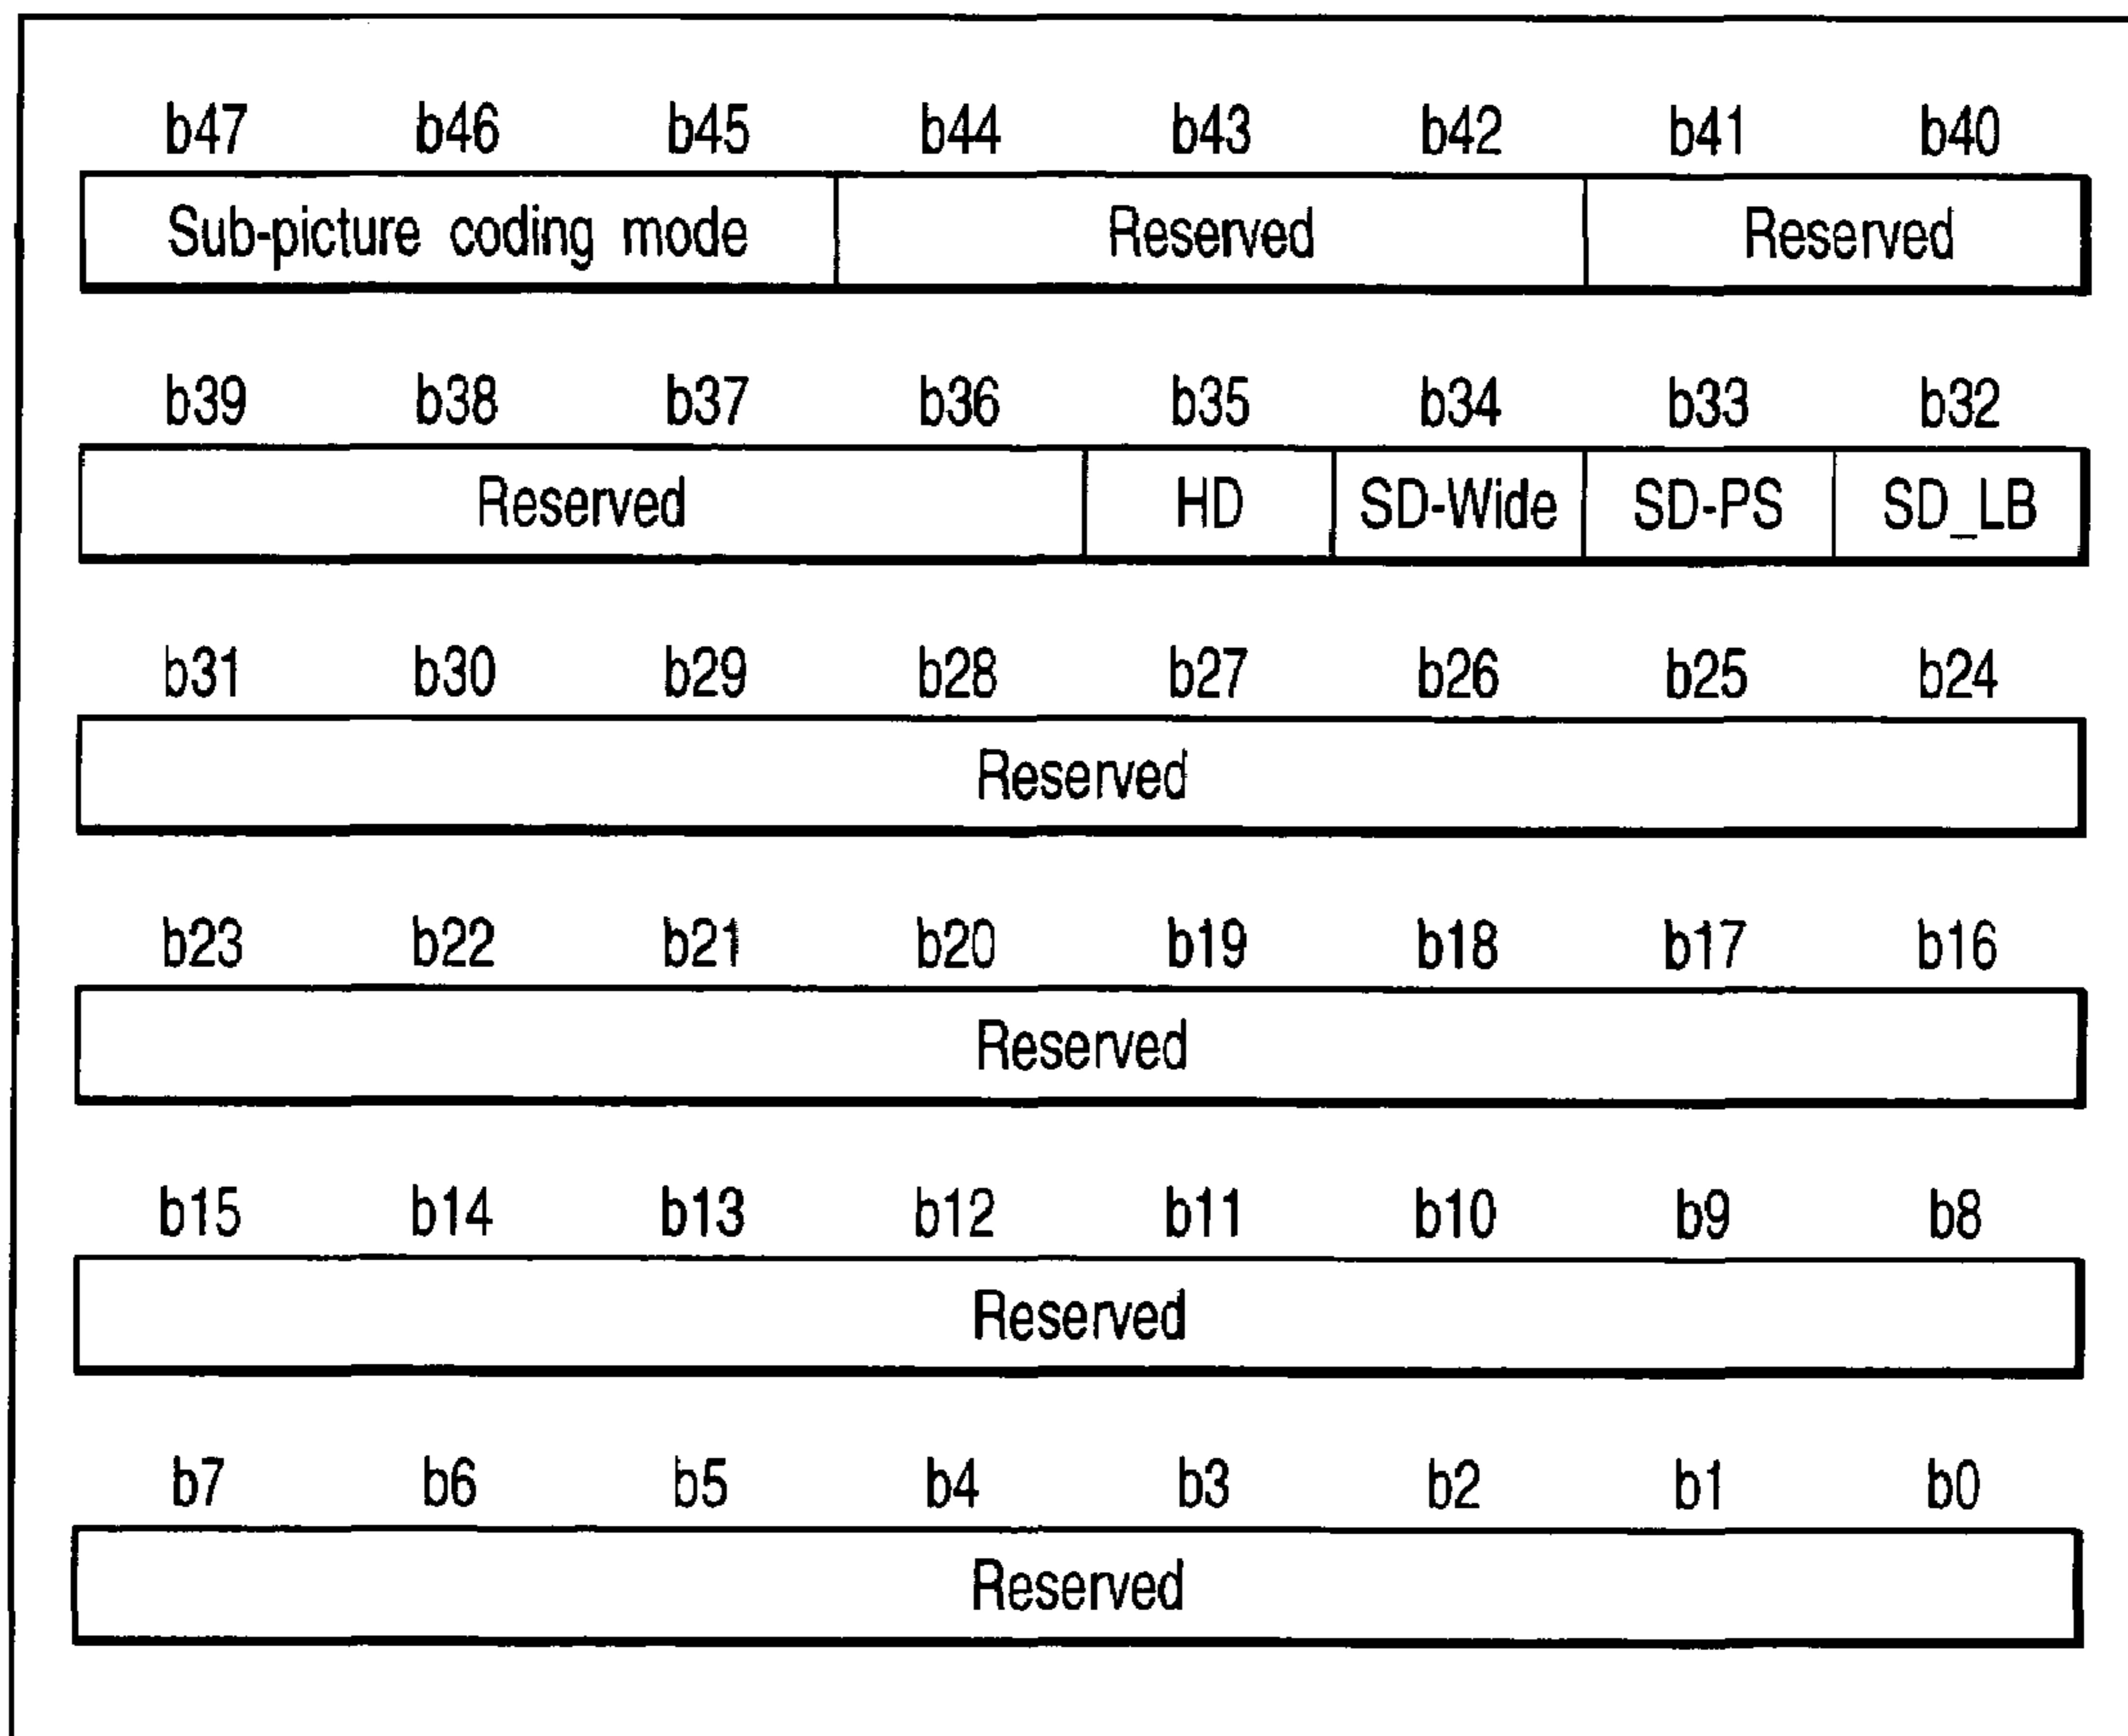 b47 b46 b45 b44 b43 b42 b41 b40
Sub-picture coding mode Reserved Reserved
b39 b38 b37 b36 b35 b34 b33 b32
Reserved HD SD-Wide SD-PS SD_LB
b31 b30 b29 b28 b27 b26 b25 b24
Reserved
b23 b22 b21 b20 b19 b18 b17 b16
Reserved
b15 b14 b13 b12 b11 b10 b9 b8
Reserved
b7 b6 b5 b4 b3 b2 b1 b0
Reserved